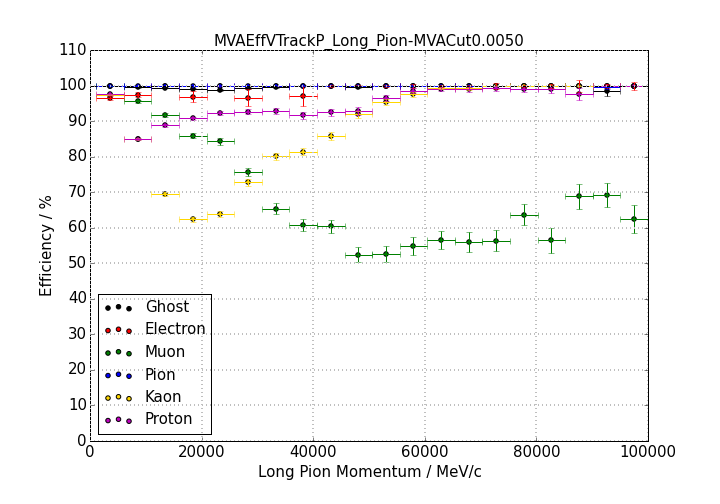 MVAEffVTrackP_Long_Pion-MVACut0.0050
110
100
90
80
70
60
50
40
30
20
10
0
Efficiency / %
Ghost
Electron
Muon
Pion
Kaon
Proton
0 20000 40000 60000 80000 100000
Long Pion Momentum / MeV/c